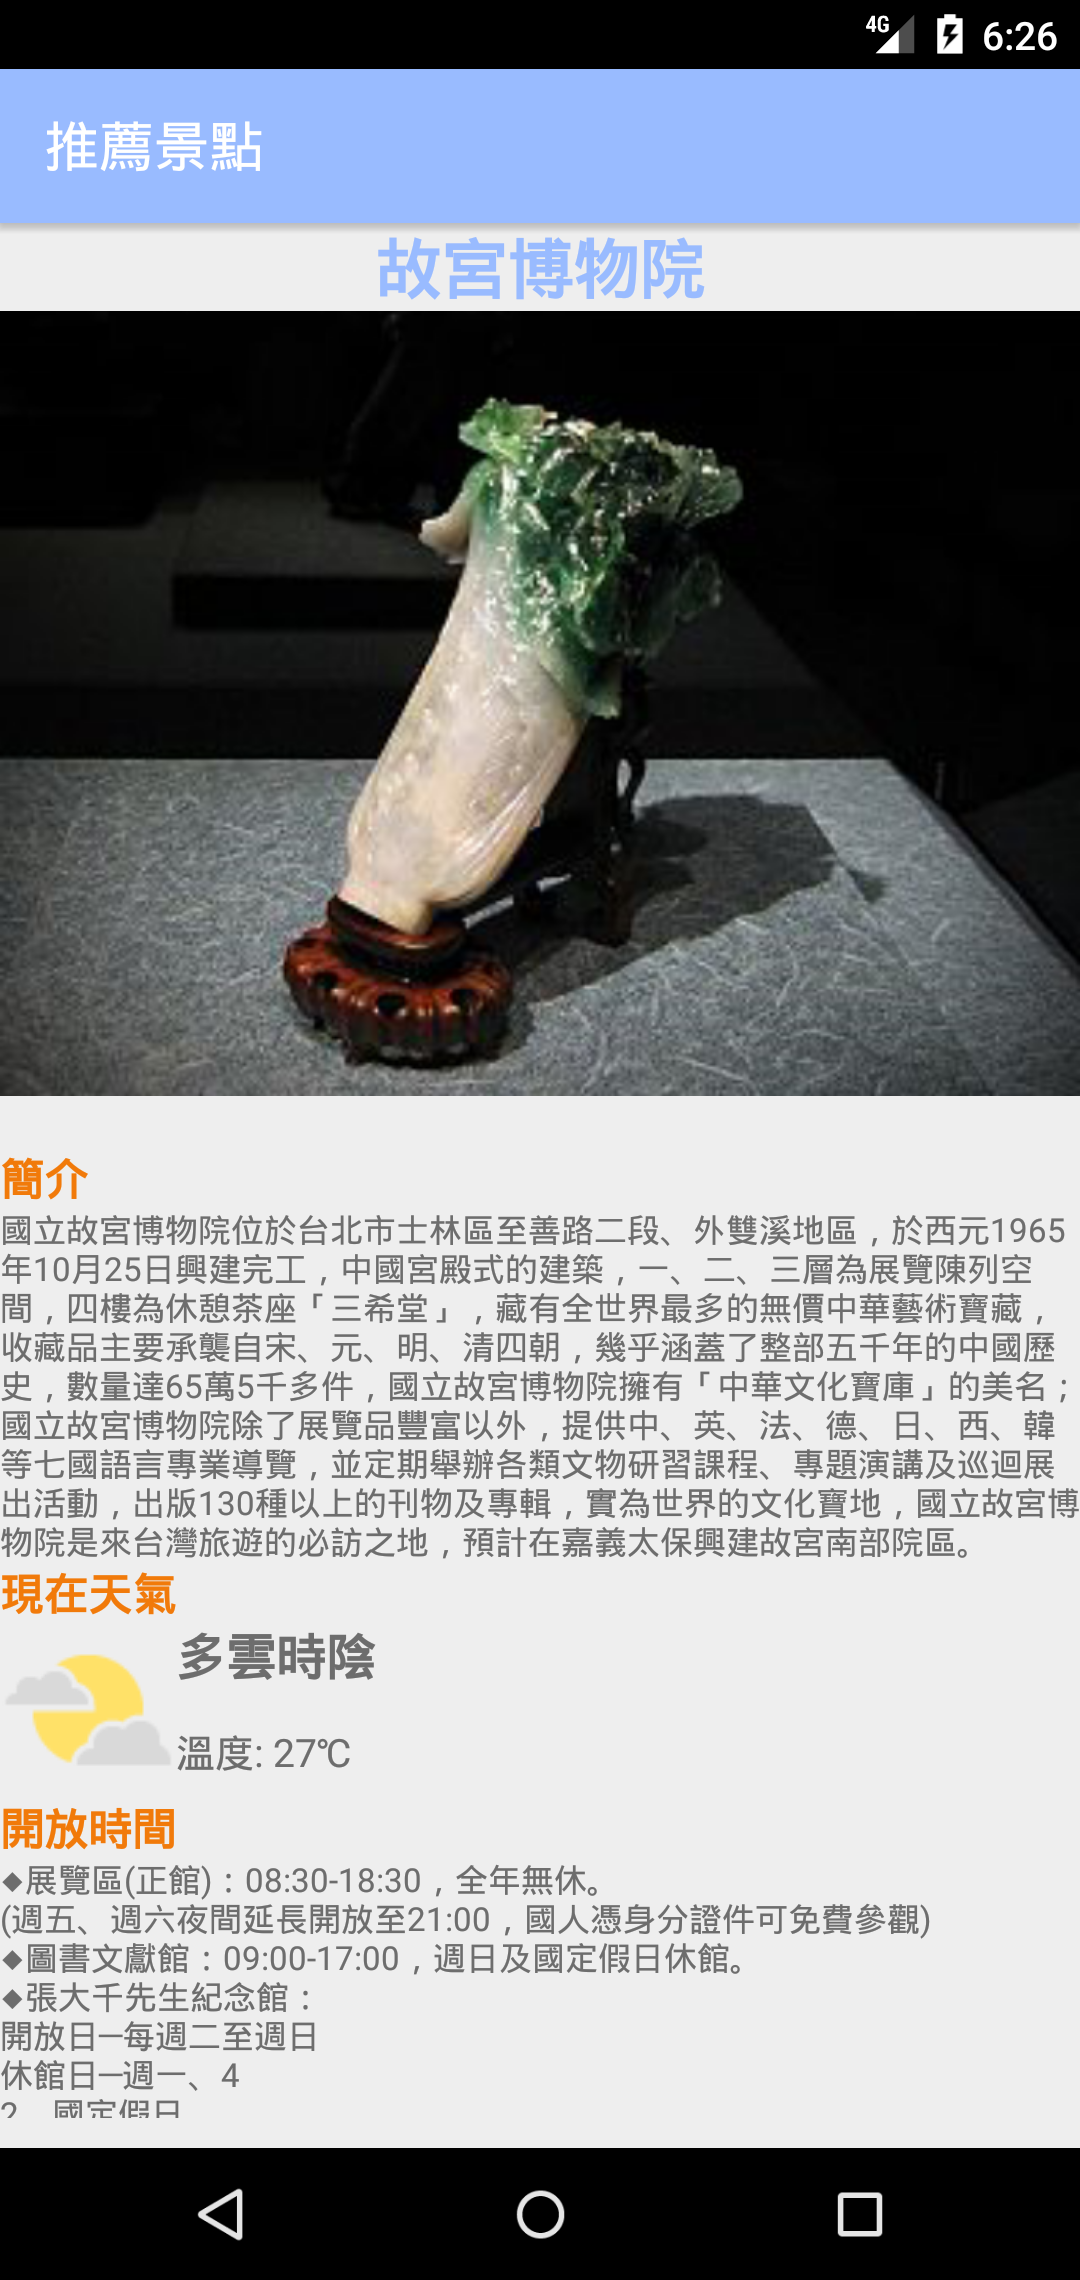 4G 6:26
推薦景點
故宮博物院
簡介
國立故宮博物院位於台北市士林區至善路二段、外雙溪地區，於西元1965
年10月25日興建完工，中國宮殿式的建築，一、二、三層為展覽陳列空
間，四樓為休憩茶座「三希堂」，藏有全世界最多的無價中華藝術寶藏，
收藏品主要承襲自宋、元、明、清四朝，幾乎涵蓋了整部五千年的中國歷
史，數量達65萬5千多件，國立故宮博物院擁有「中華文化寶庫」的美名；
國立故宮博物院除了展覽品豐富以外，提供中、英、法、德、日、西、韓
等七國語言專業導覽，並定期舉辦各類文物研習課程、專題演講及巡迴展
出活動，出版130種以上的刊物及專輯，實為世界的文化寶地，國立故宮博
物院是來台灣旅遊的必訪之地，預計在嘉義太保興建故宮南部院區。
現在天氣
多雲時陰
溫度: 27℃
開放時間
◆展覽區(正館)：08:30-18:30，全年無休。
(週五、週六夜間延長開放至21:00，國人憑身分證件可免費參觀)
◆圖書文獻館：09:00-17:00，週日及國定假日休館。
◆張大千先生紀念館：
開放日─每週二至週日
休館日─週一、4
2、國定假日